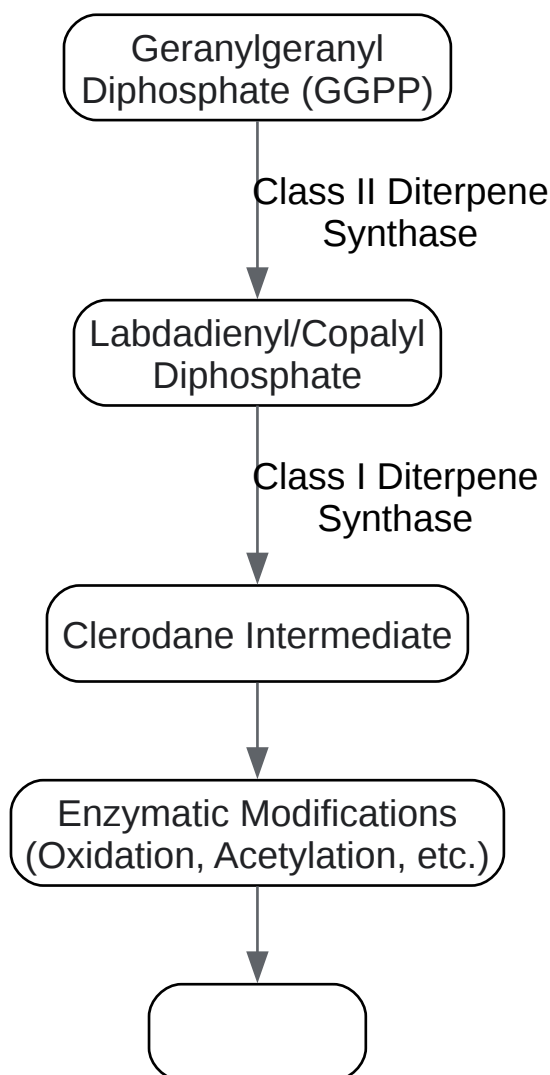 Geranylgeranyl
Diphosphate (GGPP)
Class II Diterpene
Synthase
Labdadienyl/Copalyl
Diphosphate
Class I Diterpene
Synthase
Clerodane Intermediate
Enzymatic Modifications
(Oxidation, Acetylation, etc.)